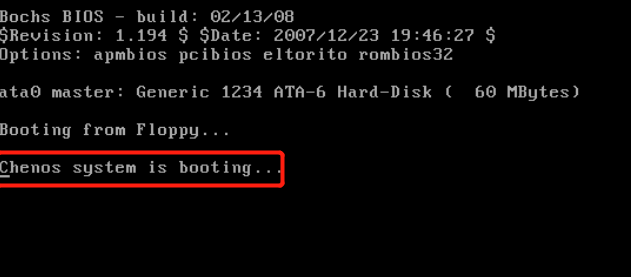 Bochs BIOS - build: 02/13/08
$Revision: 1.194 $ $Date: 2007/12/23 19:46:27 $
Options: apmbios pcibios eltorito rombios32
ata0 master: Generic 1234 ATA-6 Hard-Disk (  60 MBytes)
Booting from Floppy...
Chenos system is booting...